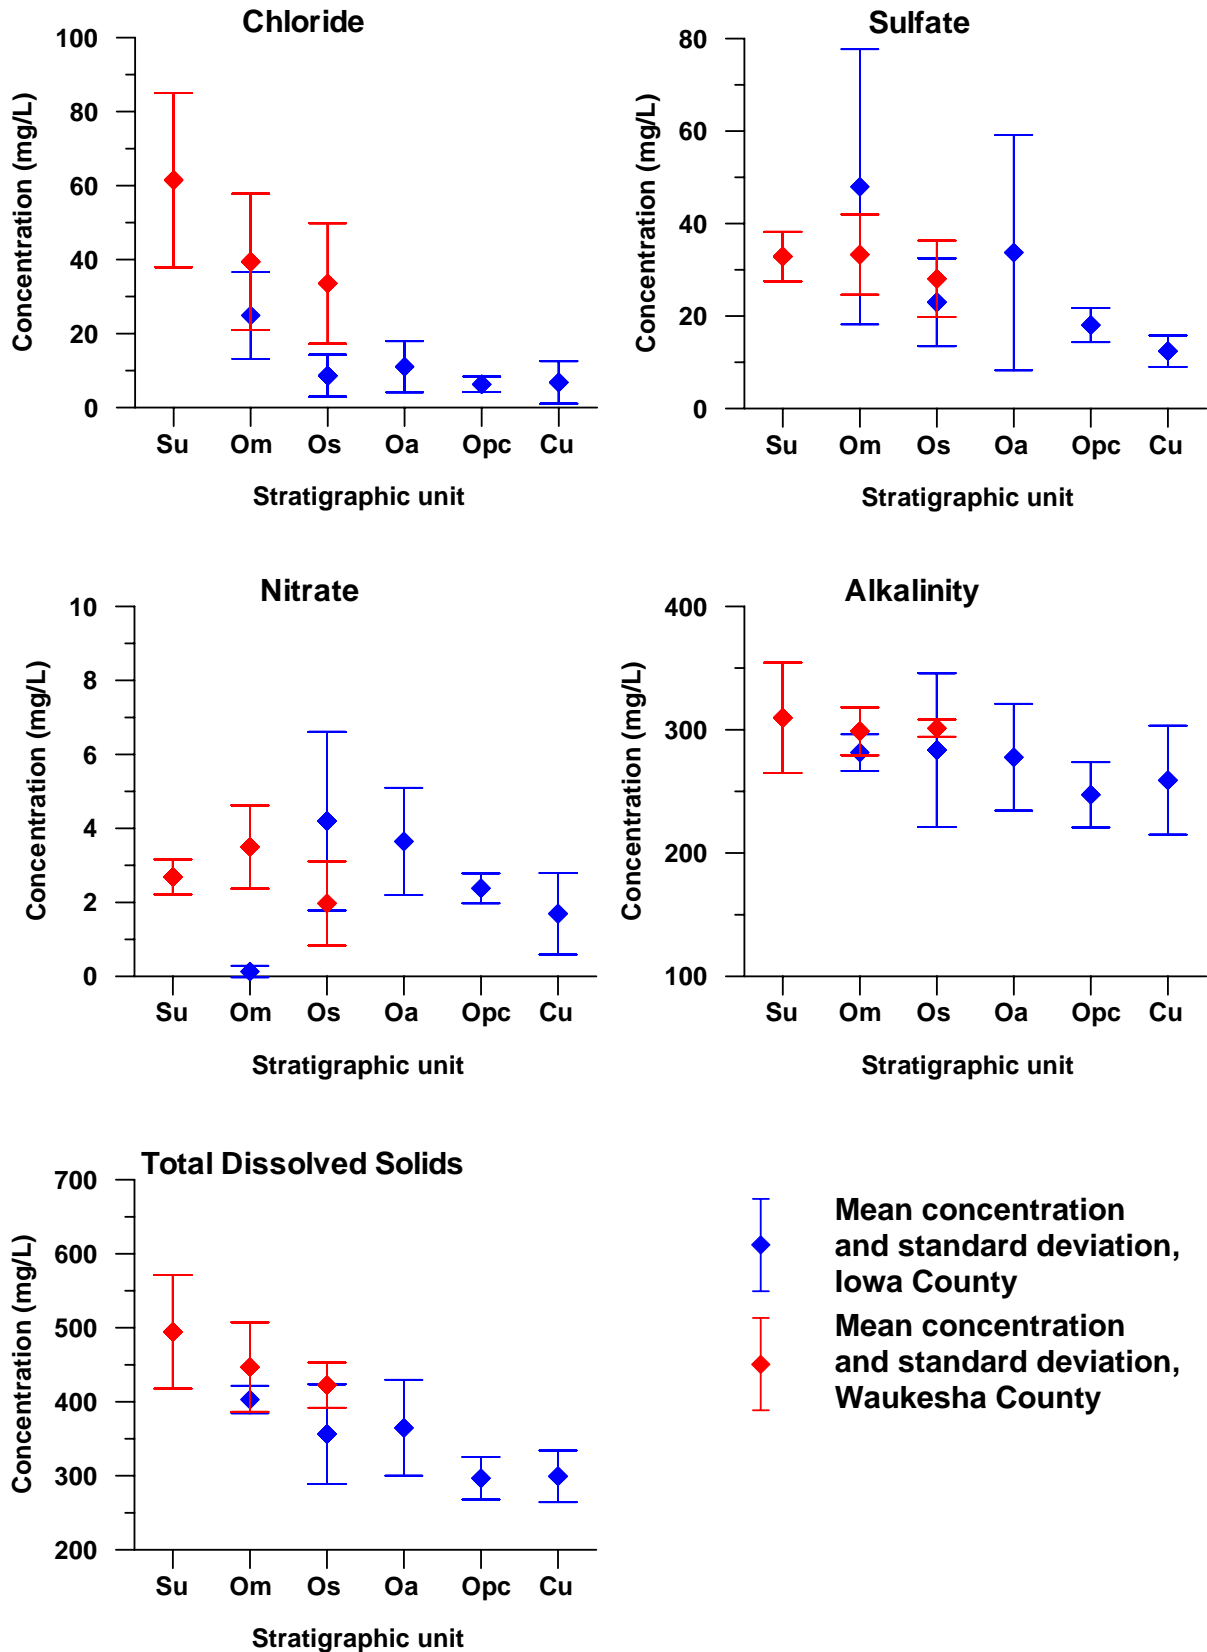 Chloride
Concentration (mg/L)
100
80
60
40
20
0
Su Om Os Oa Opc Cu
Stratigraphic unit
Sulfate
Concentration (mg/L)
80
60
40
20
0
Su Om Os Oa Opc Cu
Stratigraphic unit
Nitrate
Concentration (mg/L)
10
8
6
4
2
0
Su Om Os Oa Opc Cu
Stratigraphic unit
Alkalinity
Concentration (mg/L)
400
300
200
100
Su Om Os Oa Opc Cu
Stratigraphic unit
Total Dissolved Solids
Concentration (mg/L)
700
600
500
400
300
200
Su Om Os Oa Opc Cu
Stratigraphic unit
Mean concentration
and standard deviation,
Iowa County
Mean concentration
and standard deviation,
Waukesha County